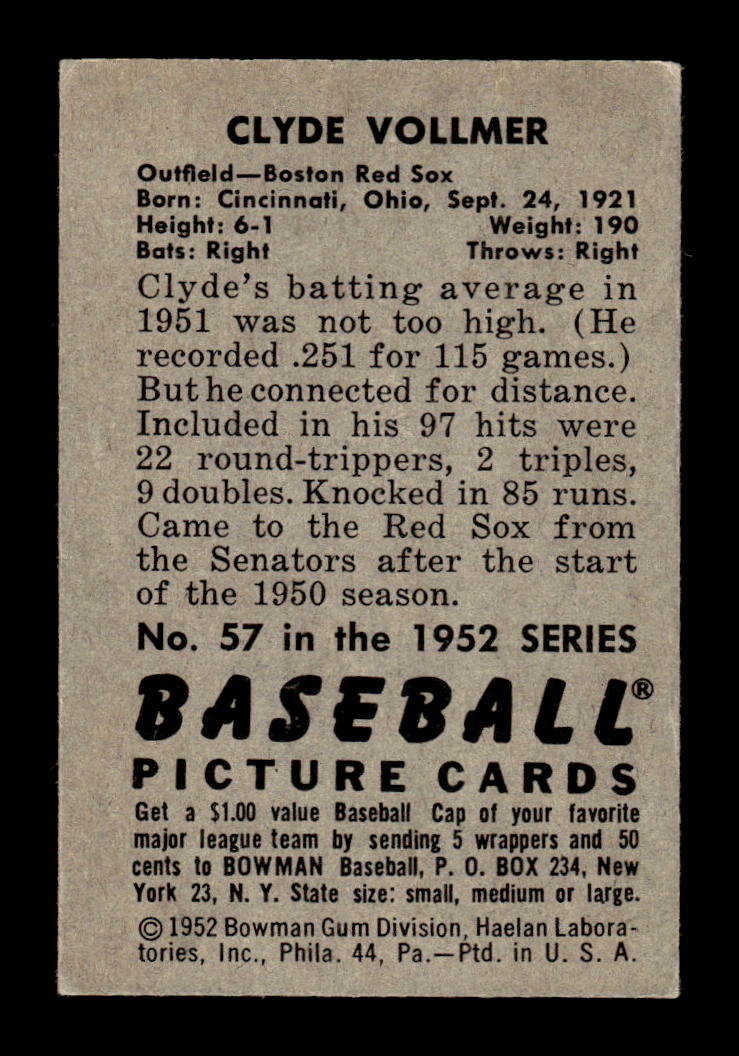 CLYDE VOLLMER
Outfield—Boston Red Sox
Born: Cincinnati, Ohio, Sept. 24, 1921
Height: 6-1 Weight: 190
Bats: Right Throws: Right
Clyde's batting average in
1951 was not too high. (He
recorded .251 for 115 games.)
But he connected for distance.
Included in his 97 hits were
22 round-trippers, 2 triples,
9 doubles. Knocked in 85 runs.
Came to the Red Sox from
the Senators after the start
of the 1950 season.
No. 57 in the 1952 SERIES
BASEBALL®
PICTURE CARDS
Get a $1.00 value Baseball Cap of your favorite
major league team by sending 5 wrappers and 50
cents to BOWMAN Baseball, P. O. BOX 234, New
York 23, N. Y. State size: small, medium or large.
© 1952 Bowman Gum Division, Haelan Labora-
tories, Inc., Phila. 44, Pa.—Ptd. in U. S. A.